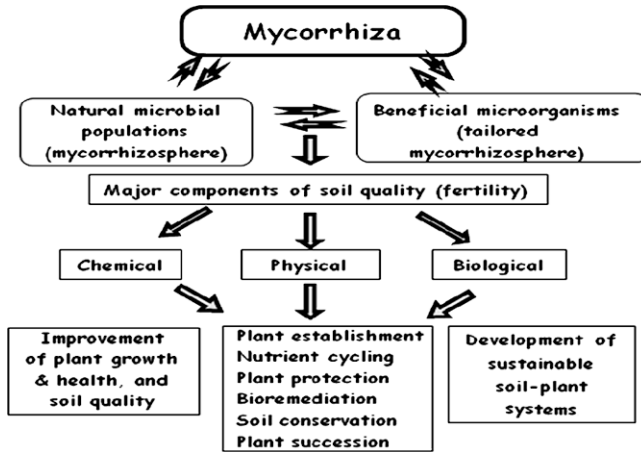 Mycorrhiza
Natural microbial
populations
(mycorrhizosphere)
Beneficial microorganisms
(tailored
mycorrhizosphere)
Major components of soil quality (fertility)
Chemical
Physical
Biological
Improvement
of plant growth
& health, and
soil quality
Plant establishment
Nutrient cycling
Plant protection
Bioremediation
Soil conservation
Plant succession
Development of
sustainable
soil-plant
systems